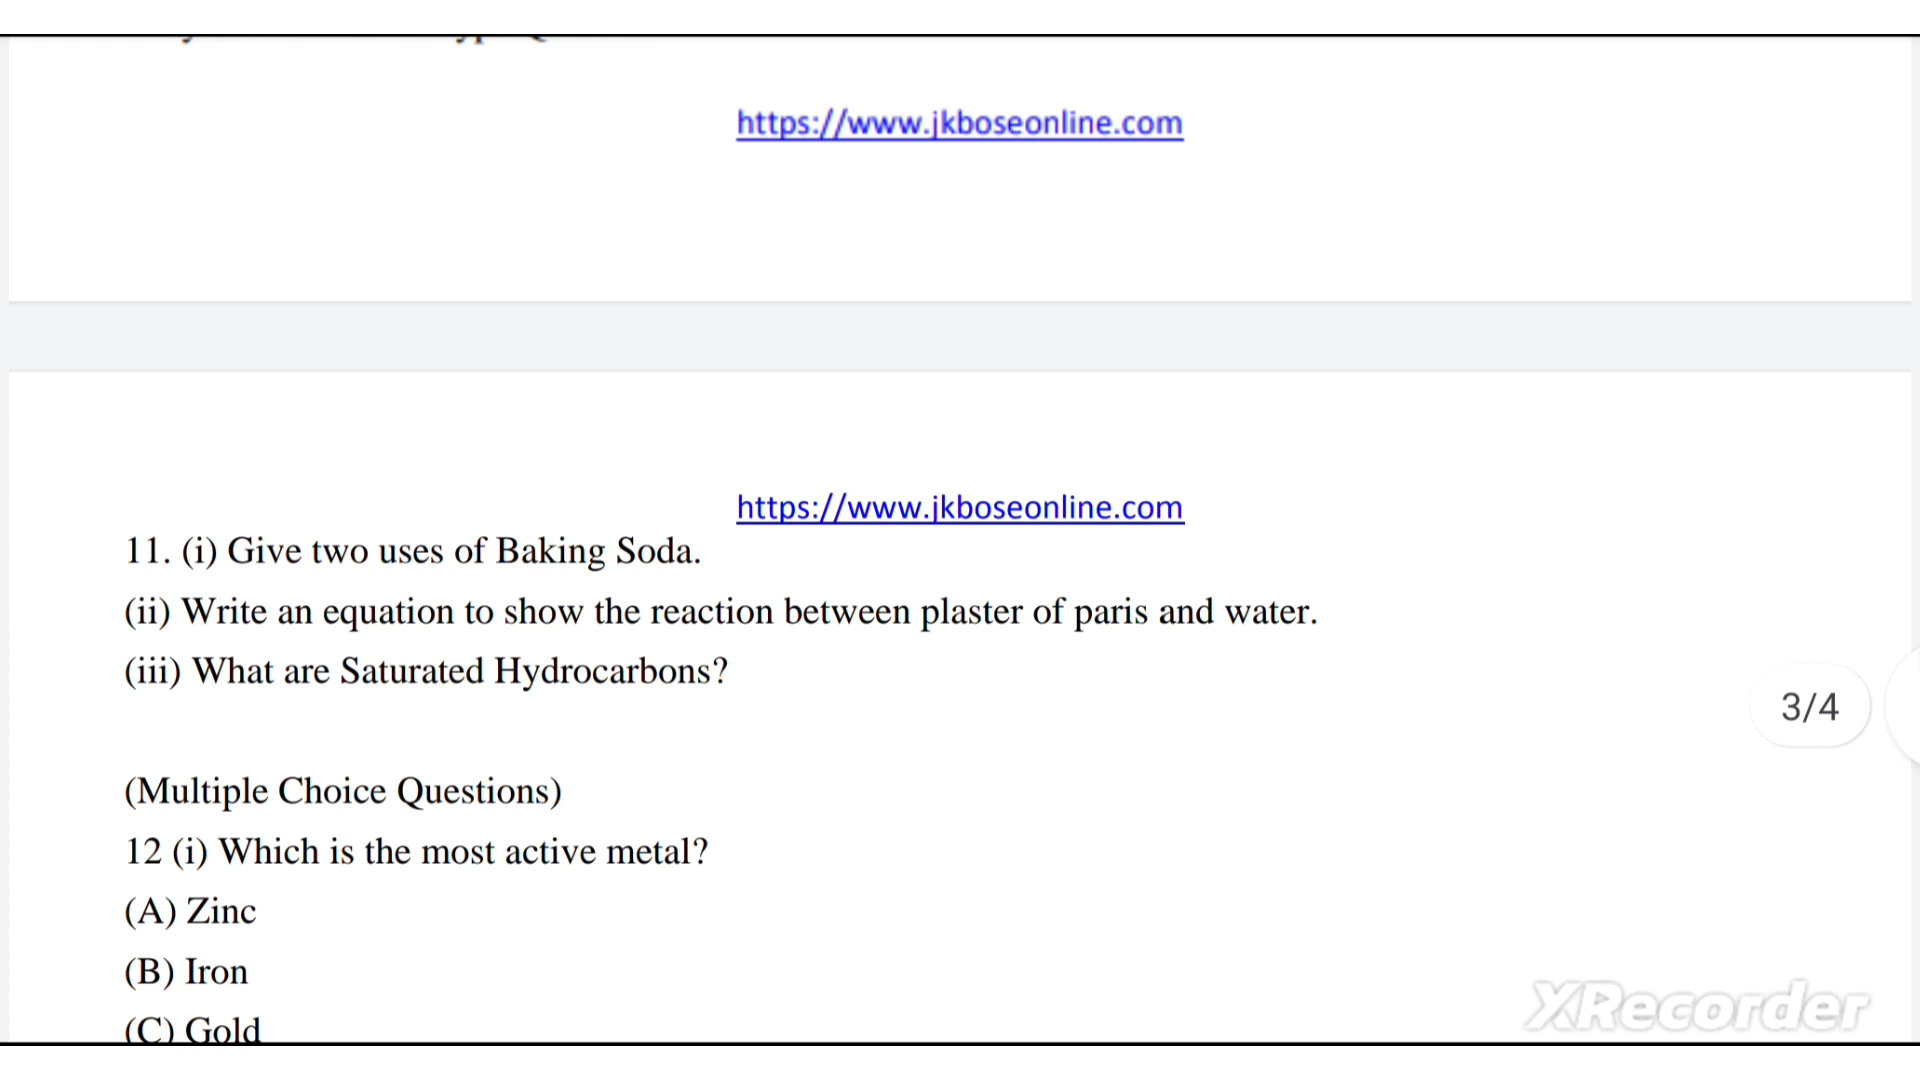 https://www.jkboseonline.com
https://www.jkboseonline.com
11. (i) Give two uses of Baking Soda.
(ii) Write an equation to show the reaction between plaster of paris and water.
(iii) What are Saturated Hydrocarbons?
3/4
(Multiple Choice Questions)
12 (i) Which is the most active metal?
(A) Zinc
(B) Iron
(C) Gold
XRecorder